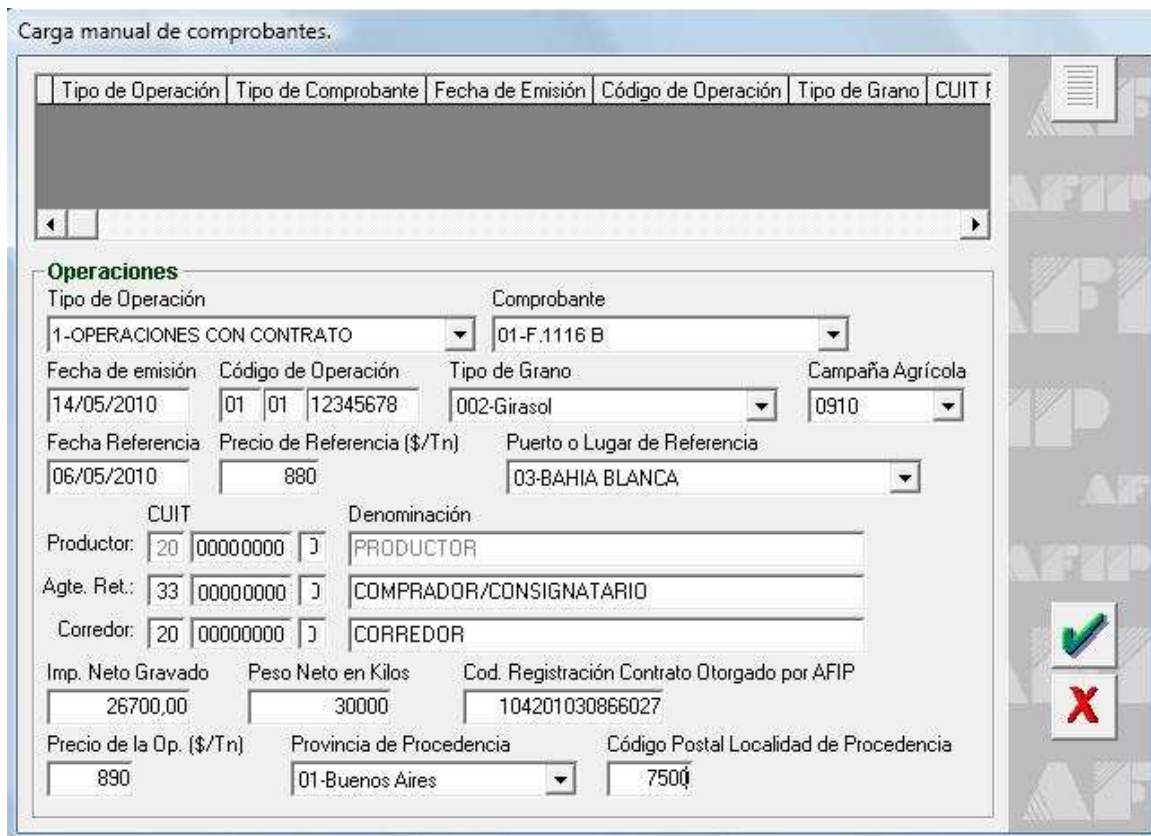 Carga manual de comprobantes.
Tipo de Operación Tipo de Comprobante Fecha de Emisión Código de Operación Tipo de Grano CUIT
Operaciones
Tipo de Operación Comprobante
1-OPERACIONES CON CONTRATO 01-F.1116 B
Fecha de emisión Código de Operación Tipo de Grano Campaña Agrícola
14/05/2010 01 01 12345678 002-Girasol 0910
Fecha Referencia Precio de Referencia ($/Tn) Puerto o Lugar de Referencia
06/05/2010 880 03-BAHIA BLANCA
CUIT Denominación
Productor: 20 00000000 PRODUCTOR
Agte. Ret.: 33 00000000 COMPRADOR/CONSIGNATARIO
Corredor: 20 00000000 CORREDOR
Imp. Neto Gravado Peso Neto en Kilos Cod. Registración Contrato Otorgado por AFIP
26700,00 30000 104201030866027
Precio de la Op. ($/Tn) Provincia de Procedencia Código Postal Localidad de Procedencia
890 01-Buenos Aires 7500
AFIP
AFIP